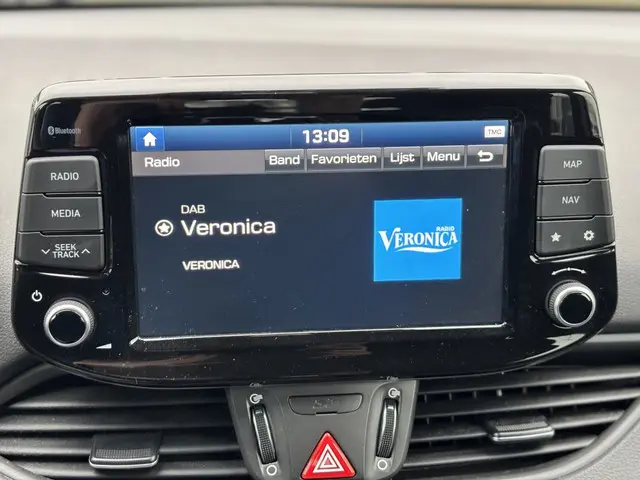 Bluetooth
13:09
TMC
Radio
Band
Favorieten
Lijst
Menu
RADIO
MEDIA
SEEK
TRACK
DAB
Veronica
VERONICA
RADIO
VERONICA
MAP
NAV